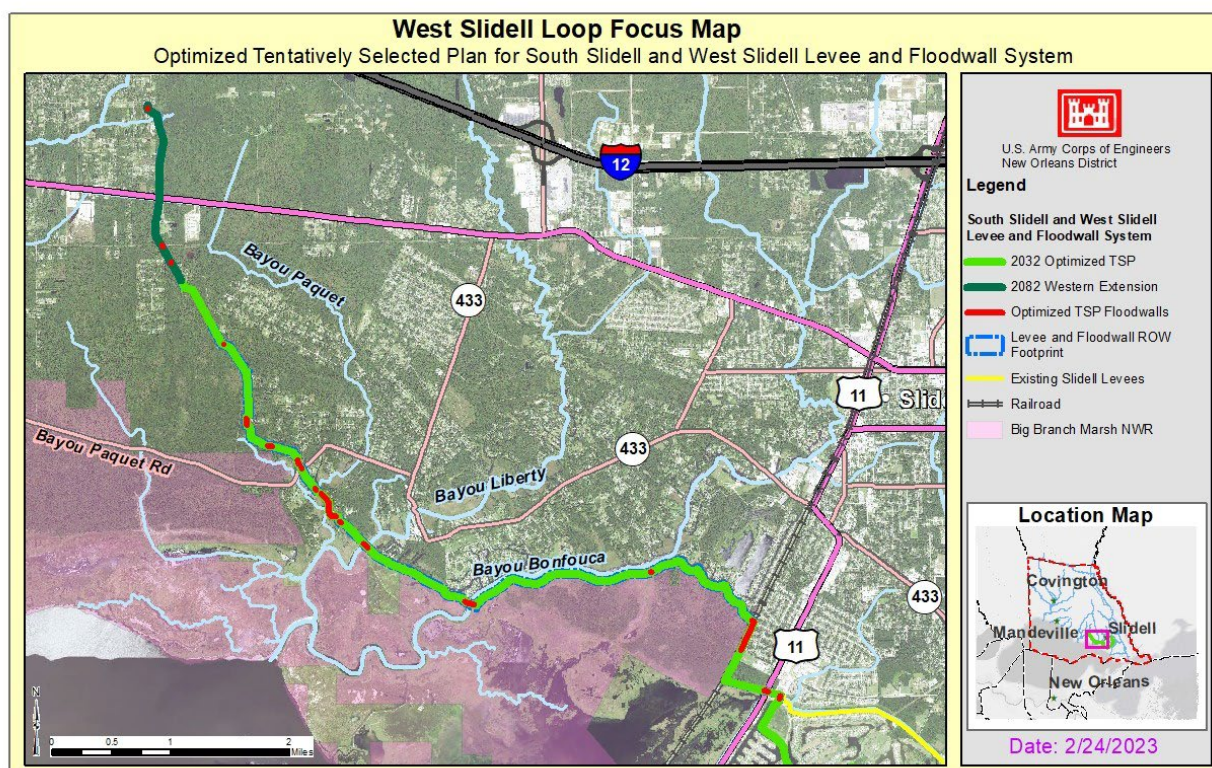 West Slidell Loop Focus Map
Optimized Tentatively Selected Plan for South Slidell and West Slidell Levee and Floodwall System
12
Bayou Paquet
433
11
Slide
433
Bayou Paquet Rd
Bayou Liberty
Bayou Bonfouca
433
11
N
0 0.5 1 2
Miles
U.S. Army Corps of Engineers
New Orleans District
Legend
South Slidell and West Slidell
Levee and Floodwall System
2032 Optimized TSP
2082 Western Extension
Optimized TSP Floodwalls
Levee and Floodwall ROW
Footprint
Existing Slidell Levees
Railroad
Big Branch Marsh NWR
Location Map
Covington
Mandeville
Slidell
New Orleans
Date: 2/24/2023